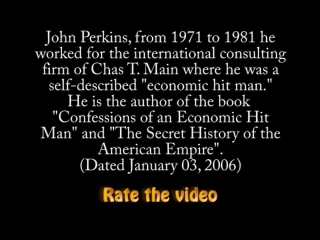 John Perkins, from 1971 to 1981 he
worked for the international consulting
firm of Chas T. Main where he was a
self-described "economic hit man."
He is the author of the book
"Confessions of an Economic Hit
Man" and "The Secret History of the
American Empire".
(Dated January 03, 2006)
Rate the video